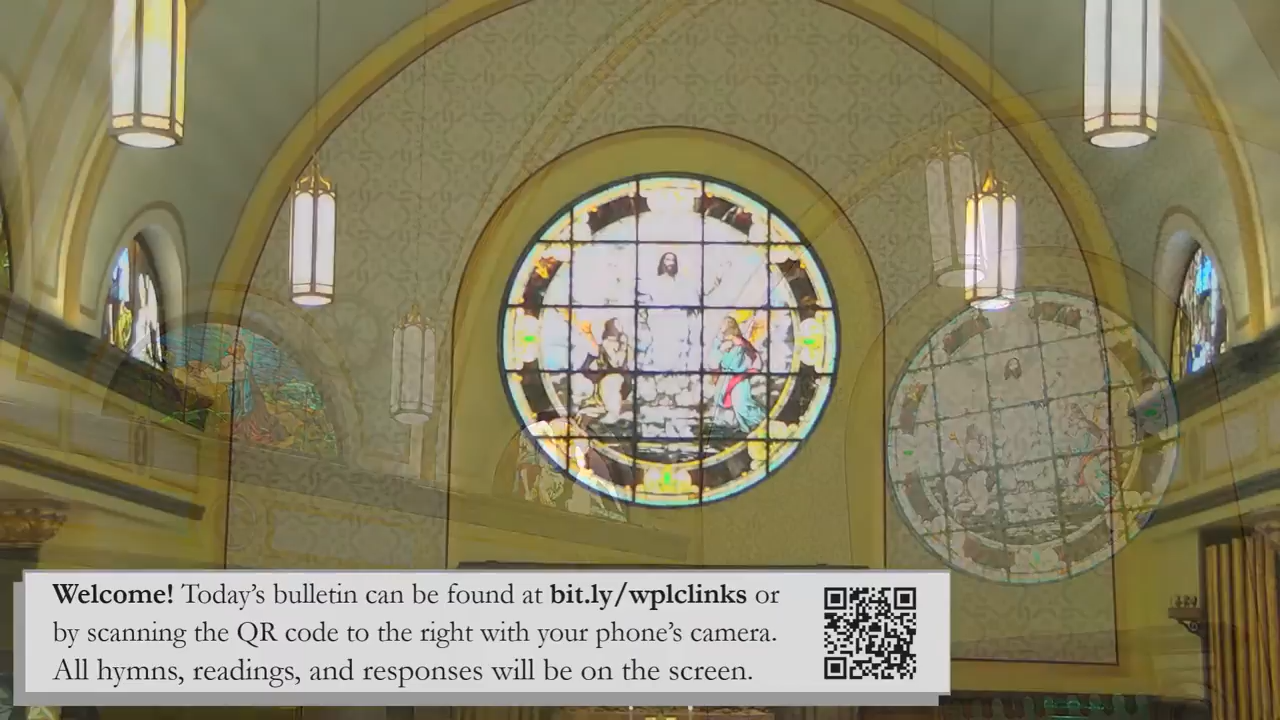 Welcome! Today’s bulletin can be found at bit.ly/wplclinks or
by scanning the QR code to the right with your phone’s camera.
All hymns, readings, and responses will be on the screen.